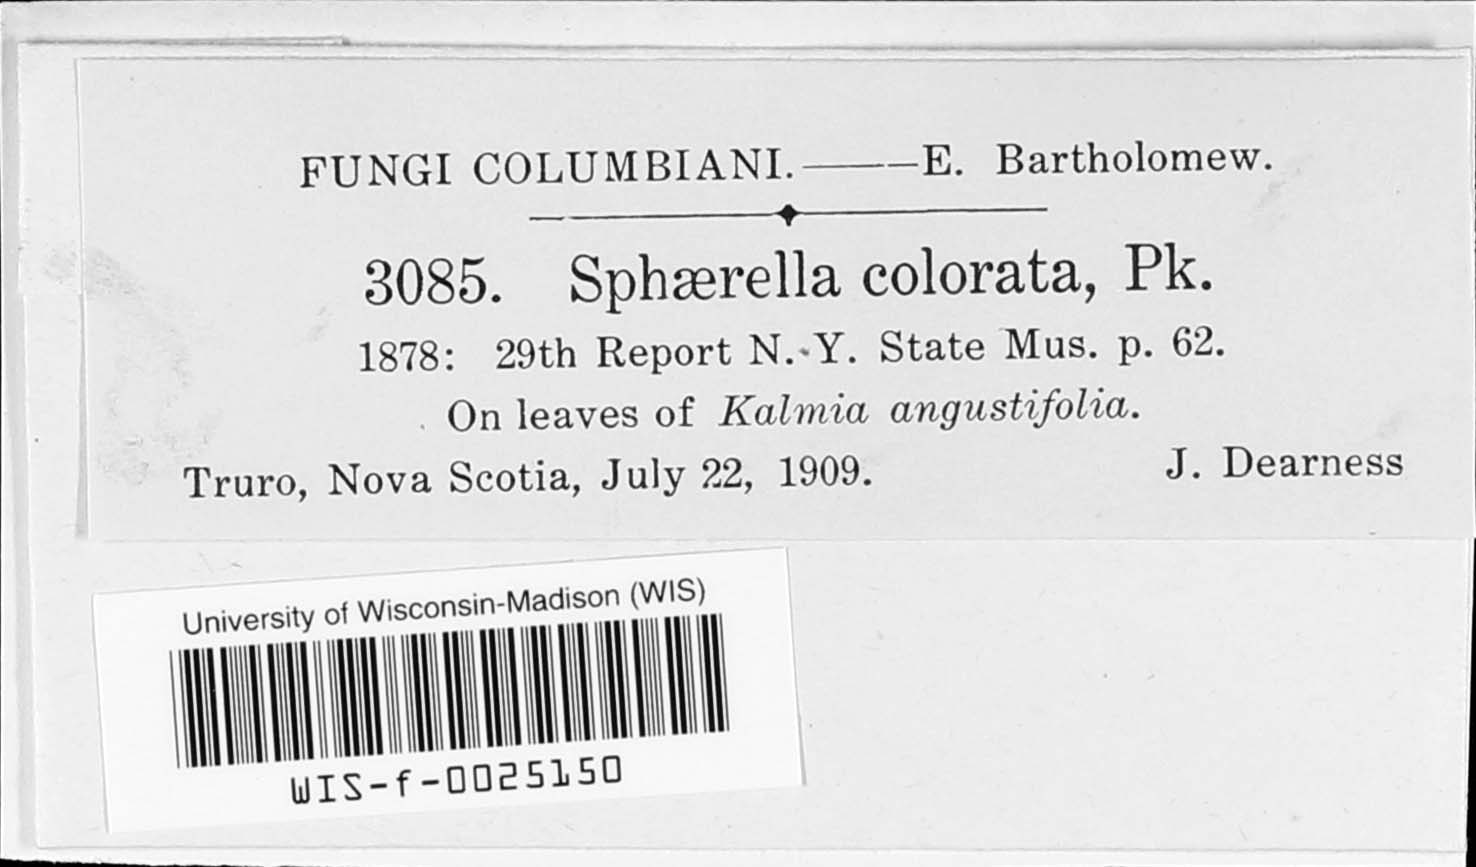 FUNGI COLUMBIANI.——E. Bartholomew.
3085. Sphærella colorata, Pk.
1878: 29th Report N. Y. State Mus. p. 62.
On leaves of Kalmia angustifolia.
Truro, Nova Scotia, July 22, 1909. J. Dearness
University of Wisconsin-Madison (WIS)
WIS-f-0025150